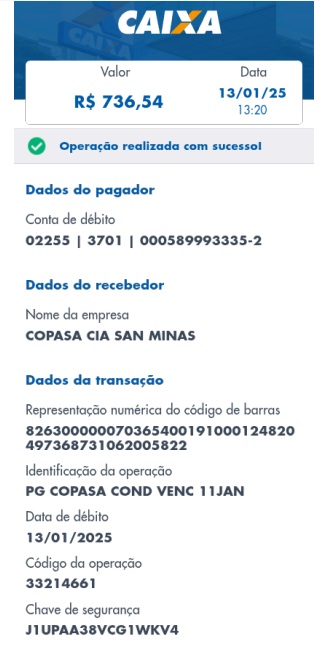 CAIXA
Valor
R$ 736,54
Data
13/01/25
13:20
Operação realizada com sucesso!
Dados do pagador
Conta de débito
02255 | 3701 | 000589993335-2
Dados do recebedor
Nome da empresa
COPASA CIA SAN MINAS
Dados da transação
Representação numérica do código de barras
826300000070365400191000124820
497368731062005822
Identificação da operação
PG COPASA COND VENC 11JAN
Data de débito
13/01/2025
Código da operação
33214661
Chave de segurança
J1UPAA38VCG1WKV4